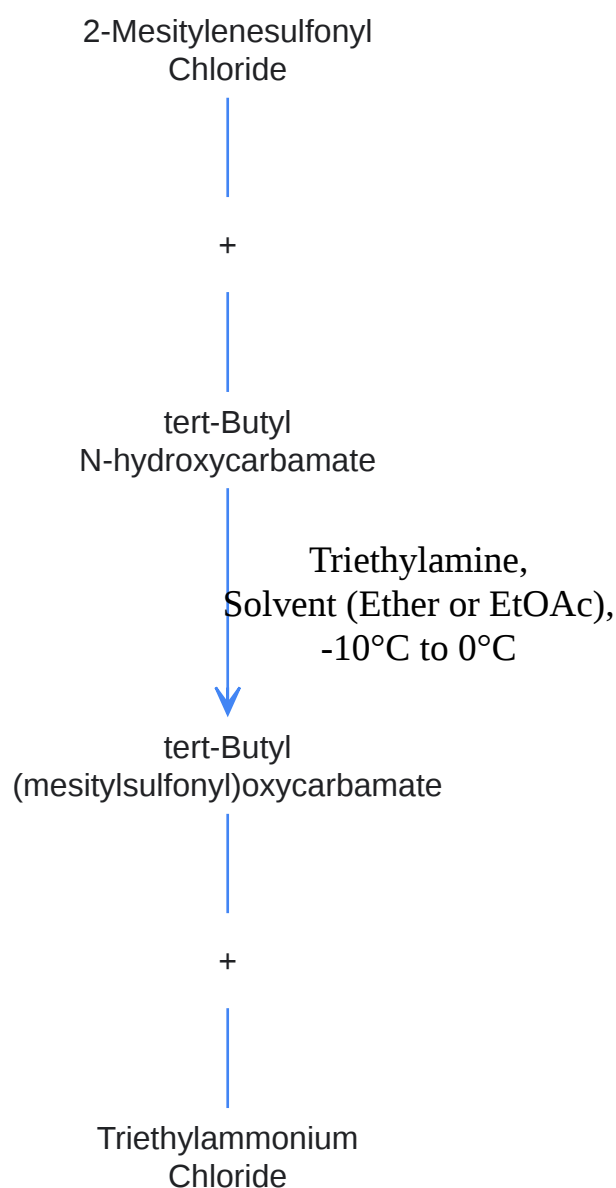 2-Mesitylenesulfonyl
Chloride
+
tert-Butyl
N-hydroxycarbamate
Triethylamine,
Solvent (Ether or EtOAc),
-10°C to 0°C
tert-Butyl
(mesitylsulfonyl)oxycarbamate
+
Triethylammonium
Chloride